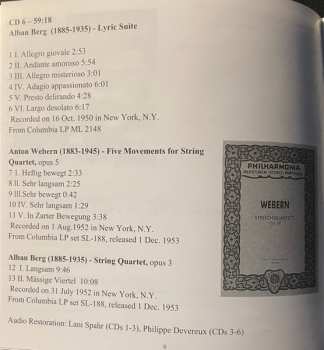 CD 6 – 59:18
Alban Berg (1885-1935) - Lyric Suite
1 I. Allegro giovale 2:53
2 II. Andante amoroso 5:54
3 III. Allegro misterioso 3:01
4 IV. Adagio appassionato 6:01
5 V. Presto delirando 4:28
6 VI. Largo desolato 6:17
Recorded on 16 Oct. 1950 in New York, N.Y.
From Columbia LP ML 2148
Anton Webern (1883-1945) - Five Movements for String
Quartet, opus 5
7 I. Heftig bewegt 2:33
8 II. Sehr langsam 2:25
9 III.Sehr bewegt 0:42
10 IV. Sehr langsam 1:29
11 V. In Zarter Bewegung 3:38
Recorded on 1 Aug.1952 in New York, N.Y.
From Columbia LP set SL-188, released 1 Dec. 1953
Alban Berg (1885-1935) - String Quartet, opus 3
12 I. Langsam 9:46
13 II. Mässige Viertel 10:08
Recorded on 31 July 1952 in New York, N.Y.
From Columbia LP set SL-188, released 1 Dec. 1953
Audio Restoration: Lani Spahr (CDs 1-3), Philippe Devereux (CDs 3-6)
PHILHARMONIA
WEBERN